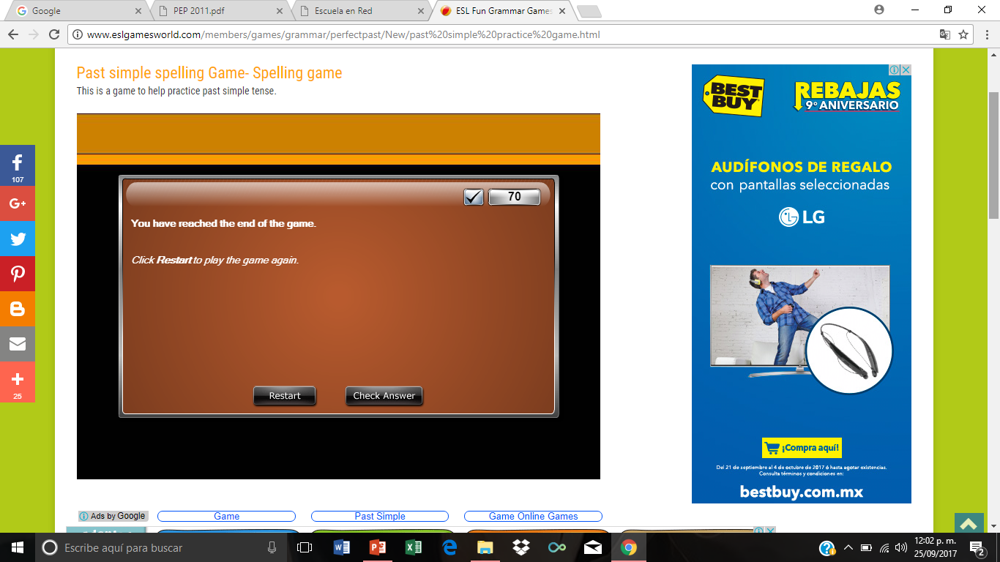 Google
PEP 2011.pdf
Escuela en Red
ESL Fun Grammar Games
www.eslgamesworld.com/members/games/grammar/perfectpast/New/past%20simple%20practice%20game.html
Past simple spelling Game- Spelling game
This is a game to help practice past simple tense.
107
G+
25
70
You have reached the end of the game.
Click Restart to play the game again.
Restart
Check Answer
BEST
BUY
REBAJAS
9º ANIVERSARIO
AUDÍFONOS DE REGALO
con pantallas seleccionadas
LG
¡Compra aquí!
Del 21 de septiembre al 4 de octubre de 2017 ó hasta agotar existencias.
Consulta términos y condiciones en:
bestbuy.com.mx
Ads by Google
Game
Past Simple
Game Online Games
Escribe aquí para buscar
12:02 p. m.
25/09/2017
2